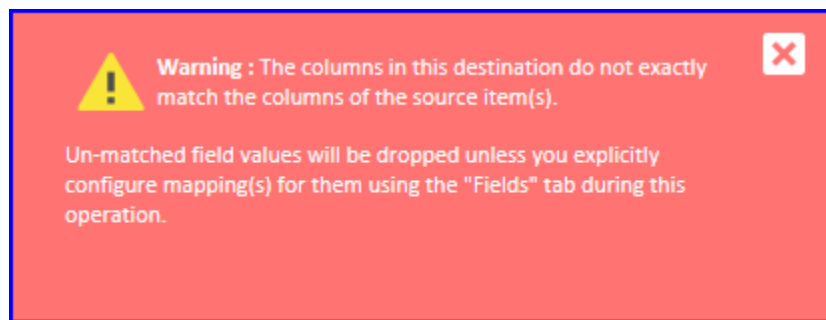 Warning : The columns in this destination do not exactly
match the columns of the source item(s).
Un-matched field values will be dropped unless you explicitly
configure mapping(s) for them using the "Fields" tab during this
operation.